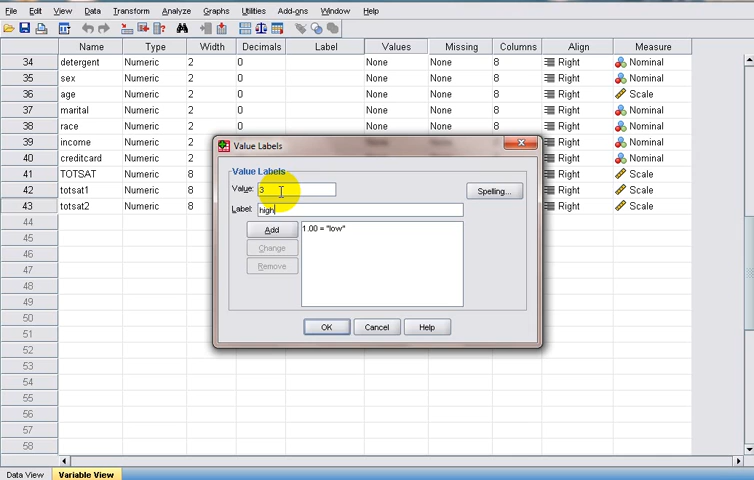 File Edit View Data Transform Analyze Graphs Utilities Add-ons Window Help
Name Type Width Decimals Label Values Missing Columns Align Measure
34 detergent Numeric 2 0 None None 8 Right Nominal
35 sex Numeric 2 0 None None 8 Right Nominal
36 age Numeric 2 0 None None 8 Right Scale
37 marital Numeric 2 0 None None 8 Right Nominal
38 race Numeric 2 0 None None 8 Right Nominal
39 income Numeric 2 None 8 Right Nominal
40 creditcard Numeric 2 8 Right Nominal
41 TOTSAT Numeric 8 Right Scale
42 totsat1 Numeric 8 Right Scale
43 totsat2 Numeric 8 Right Scale
44
45
46
47
48
49
50
51
52
53
54
55
56
57
58
Value Labels
Value Labels
Value: 3
Spelling...
Label: high
Add
1.00 = "low"
Change
Remove
OK Cancel Help
Data View Variable View